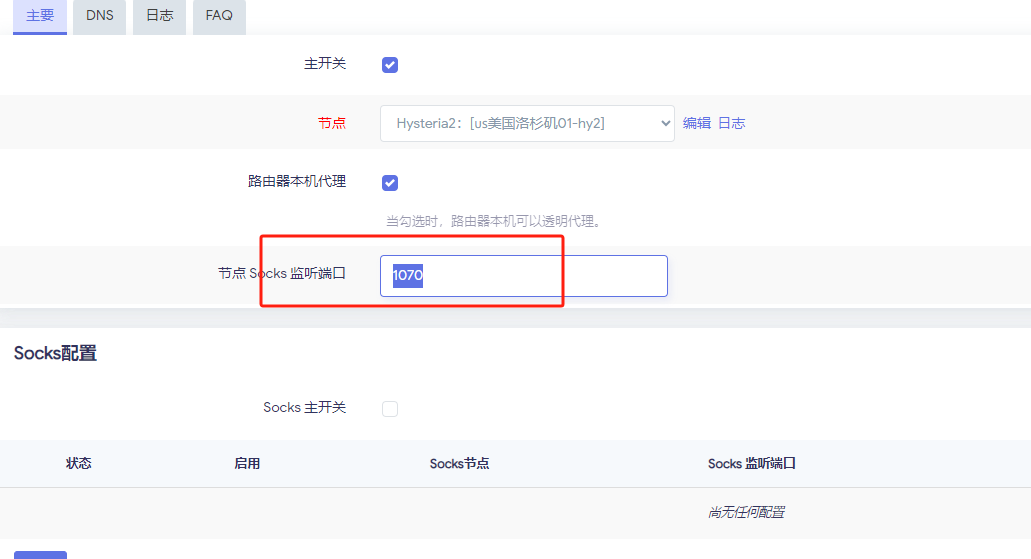 主要 DNS 日志 FAQ
主开关
节点 Hysteria2：[us美国洛杉矶01-hy2] 编辑 日志
路由器本机代理
当勾选时，路由器本机可以透明代理。
节点 Socks 监听端口 1070
Socks配置
Socks 主开关
状态 启用 Socks节点 Socks 监听端口
尚无任何配置